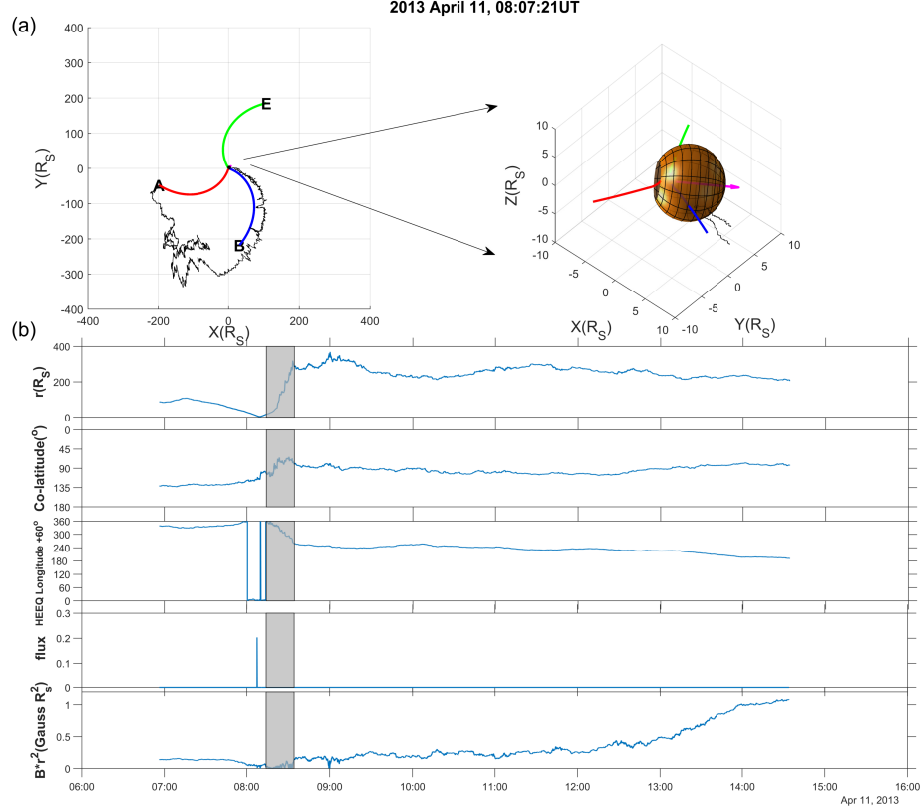 2013 April 11, 08:07:21UT
(a)
400
300
200
100
0
-100
-200
-300
-400
Y(R_S)
-400
-200
0
200
400
X(R_S)
A
E
B
10
5
0
-5
-10
Z(R_S)
-10
-5
0
5
10
X(R_S)
-10
-5
0
5
10
Y(R_S)
(b)
400
200
0
r(R_S)
0
45
90
135
180
Co-latitude(°)
360
300
240
180
120
60
0
HEEQ Longitude +60°
0.3
0.2
0.1
0
flux
1
0.5
0
B*r²(Gauss R_s²)
06:00 07:00 08:00 09:00 10:00 11:00 12:00 13:00 14:00 15:00 16:00
Apr 11, 2013